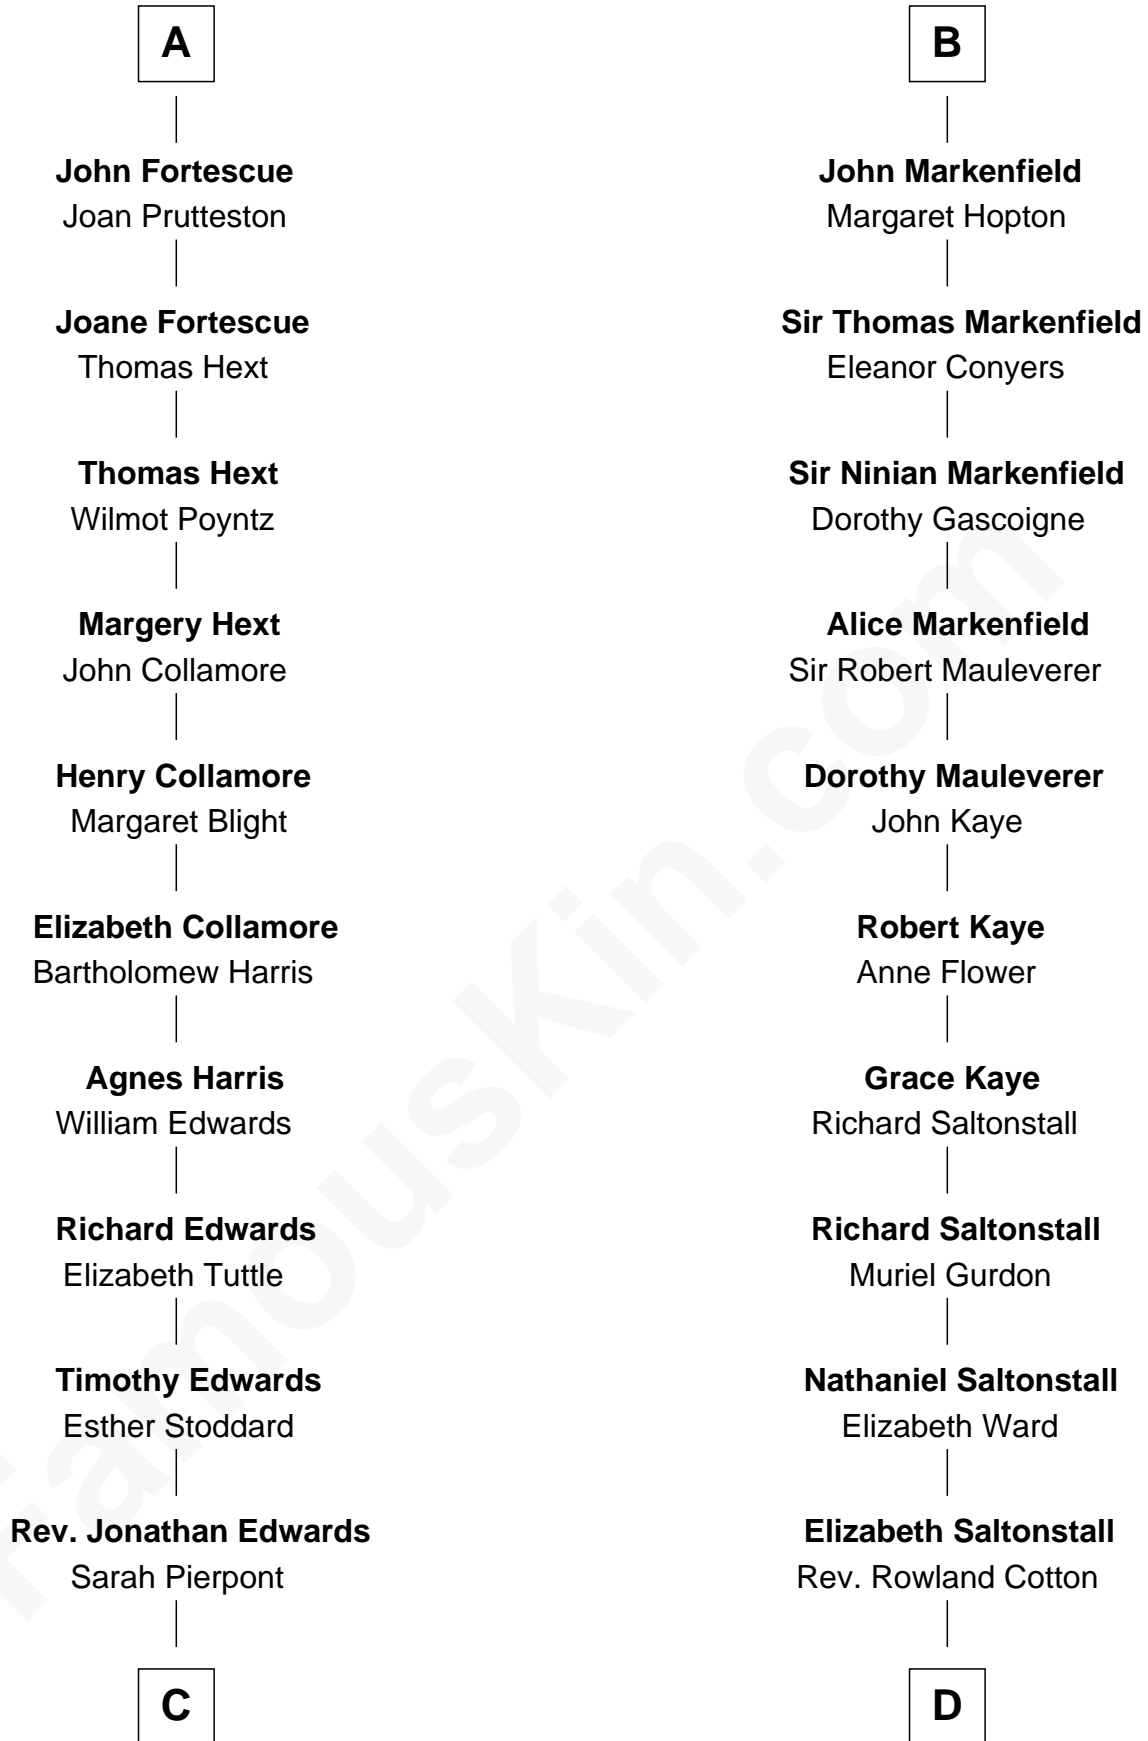 A
John Fortescue
Joan Prutteston
Joane Fortescue
Thomas Hext
Thomas Hext
Wilmot Poyntz
Margery Hext
John Collamore
Henry Collamore
Margaret Blight
Elizabeth Collamore
Bartholomew Harris
Agnes Harris
William Edwards
Richard Edwards
Elizabeth Tuttle
Timothy Edwards
Esther Stoddard
Rev. Jonathan Edwards
Sarah Pierpont
C
B
John Markenfield
Margaret Hopton
Sir Thomas Markenfield
Eleanor Conyers
Sir Ninian Markenfield
Dorothy Gascoigne
Alice Markenfield
Sir Robert Mauleverer
Dorothy Mauleverer
John Kaye
Robert Kaye
Anne Flower
Grace Kaye
Richard Saltonstall
Richard Saltonstall
Muriel Gurdon
Nathaniel Saltonstall
Elizabeth Ward
Elizabeth Saltonstall
Rev. Rowland Cotton
D
FamousKin.com